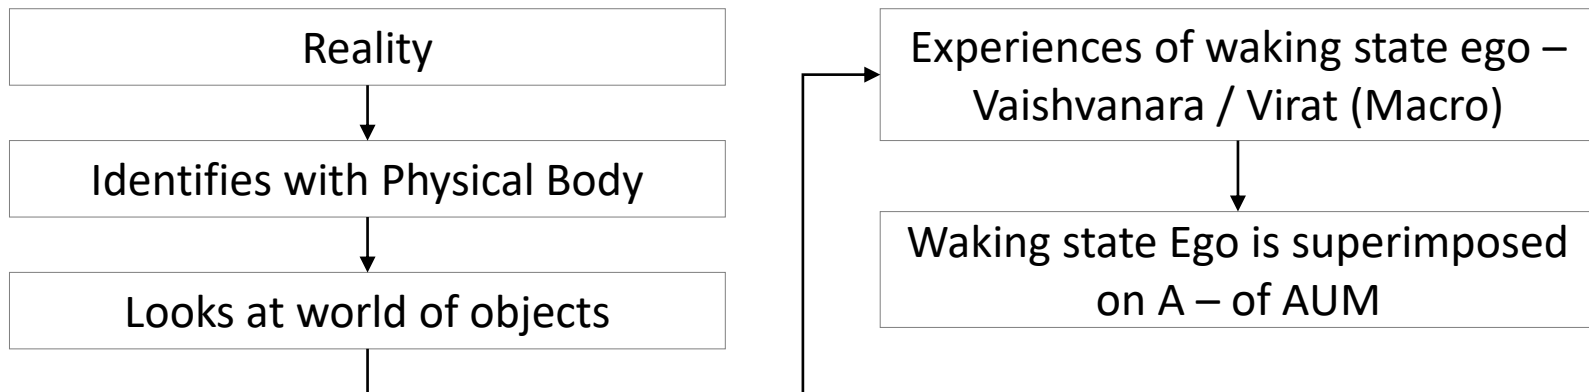 Reality
Identifies with Physical Body
Looks at world of objects
Experiences of waking state ego –
Vaishvanara / Virat (Macro)
Waking state Ego is superimposed
on A – of AUM